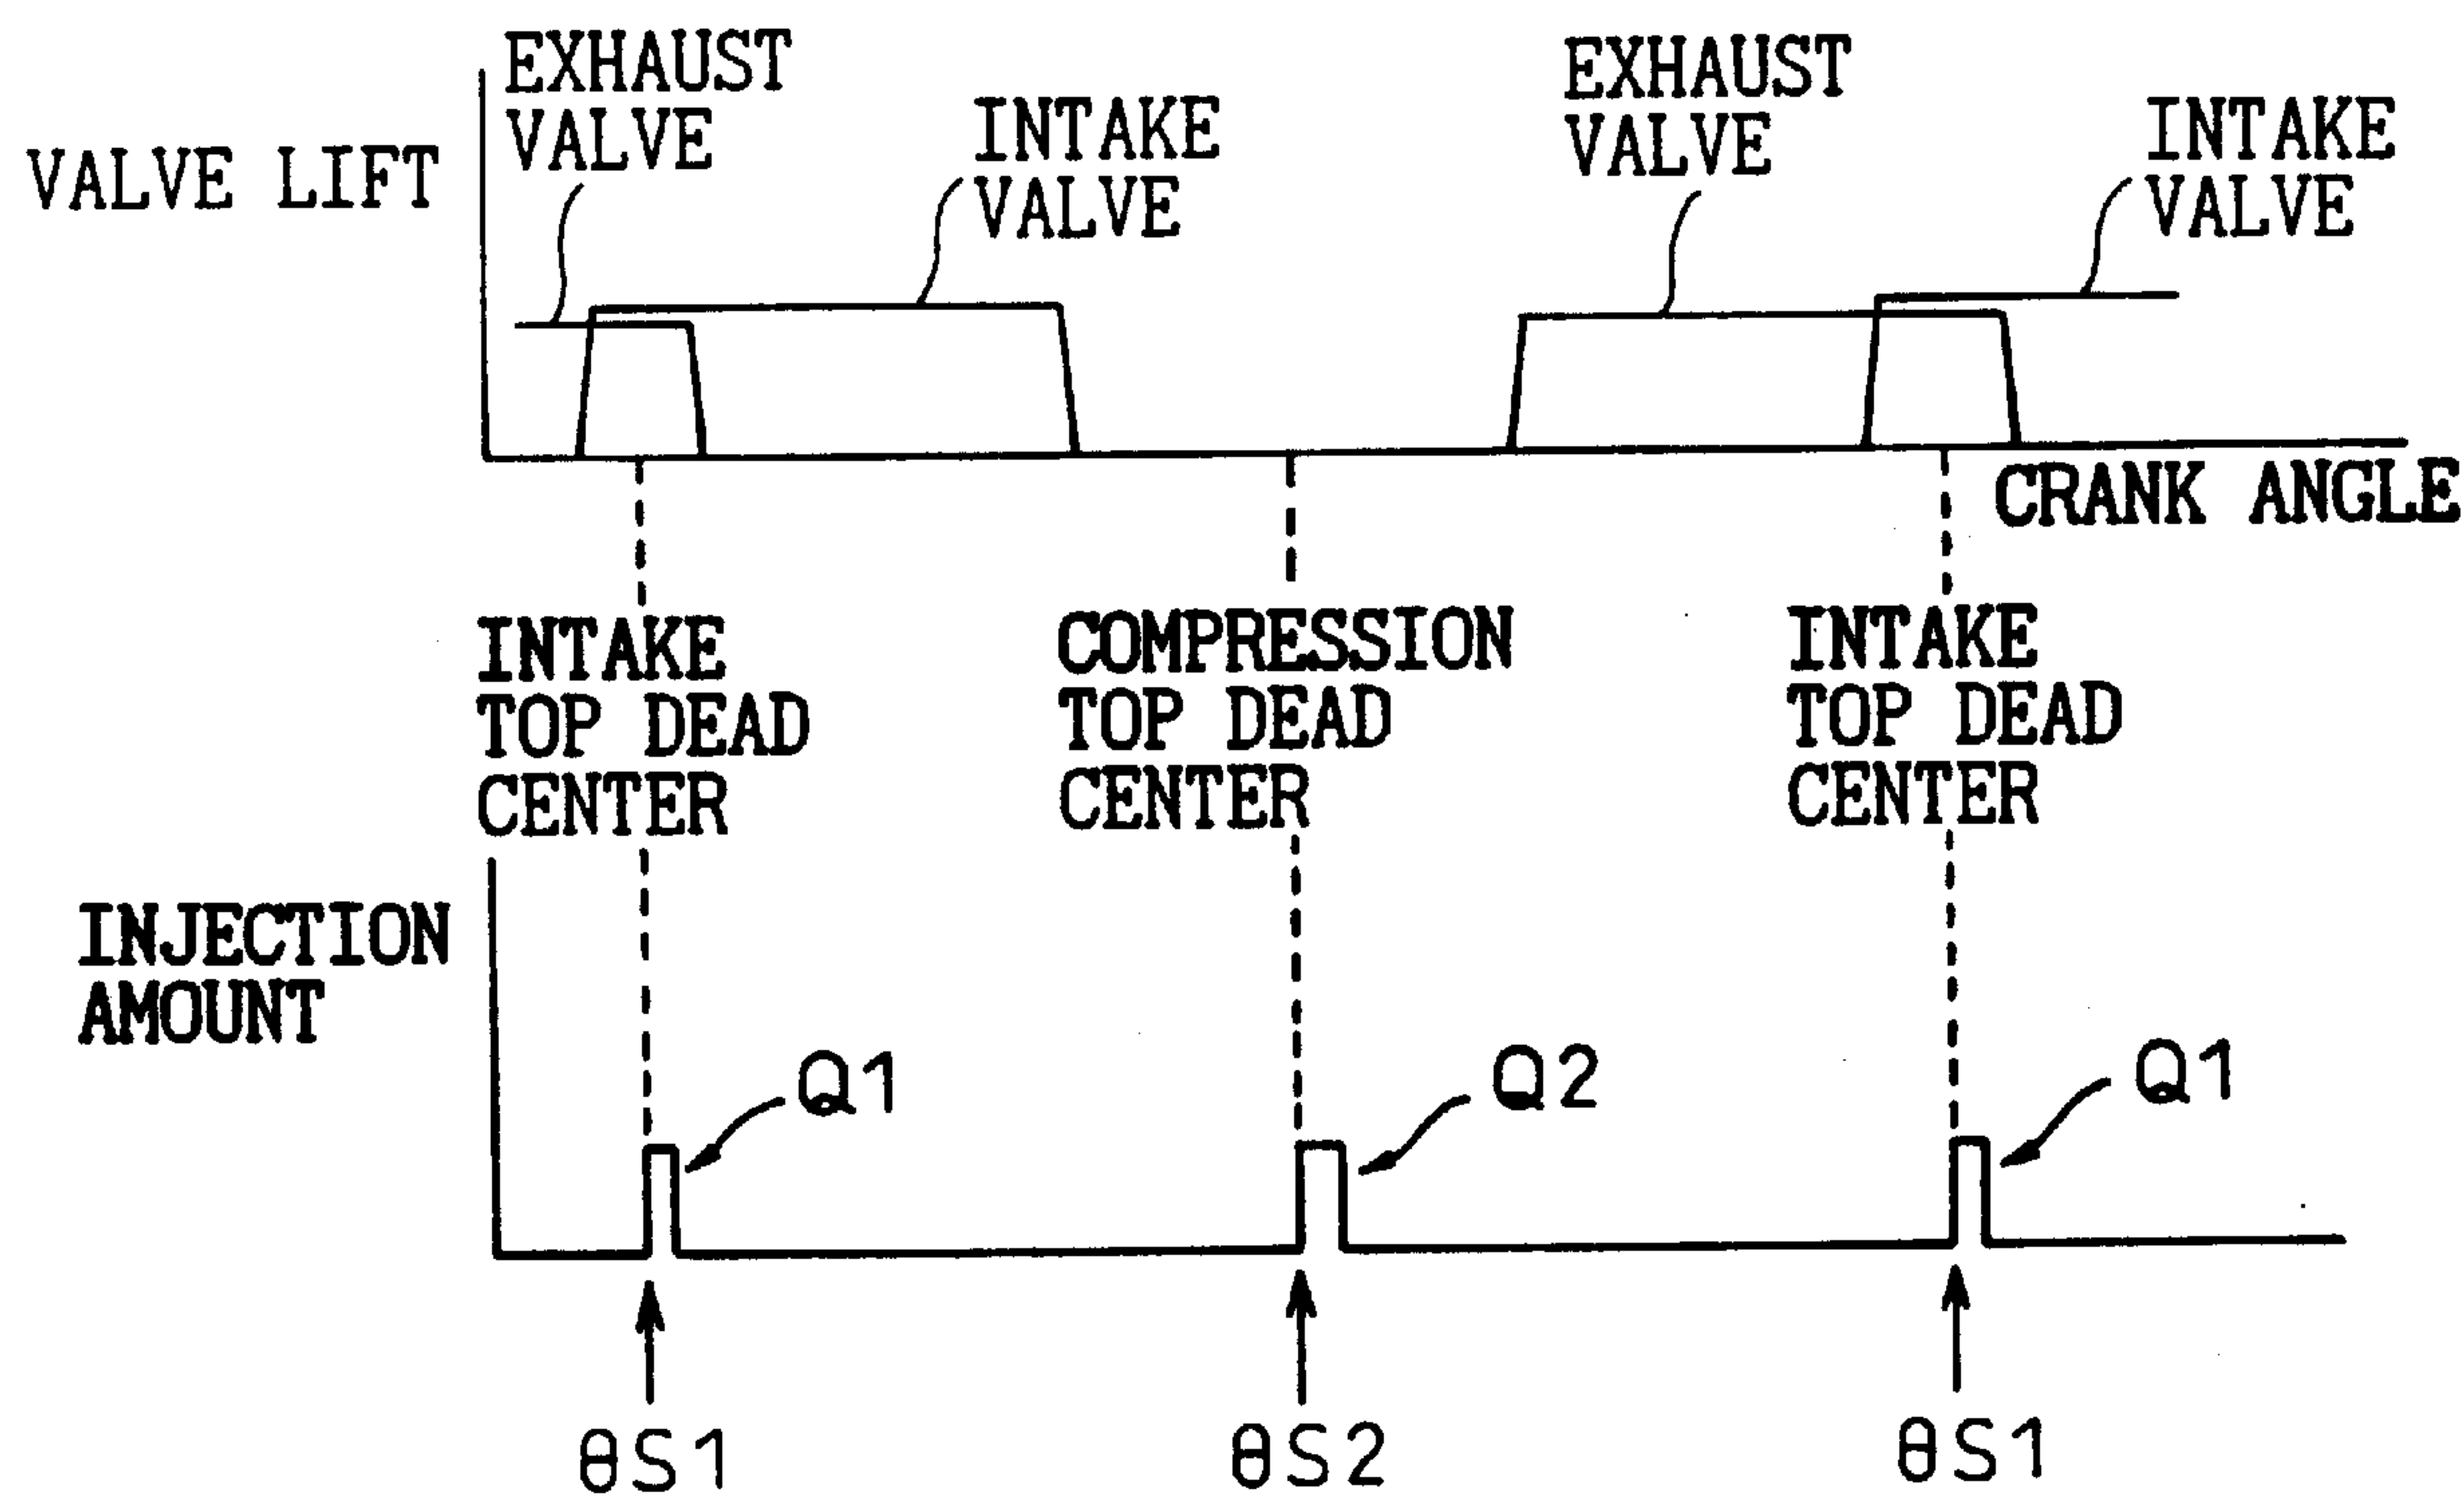 EXHAUST
VALVE
INTAKE
VALVE
EXHAUST
VALVE
INTAKE
VALVE
VALVE LIFT
CRANK ANGLE
INTAKE
TOP DEAD
CENTER
COMPRESSION
TOP DEAD
CENTER
INTAKE
TOP DEAD
CENTER
INJECTION
AMOUNT
Q1
Q2
Q1
θS1
θS2
θS1